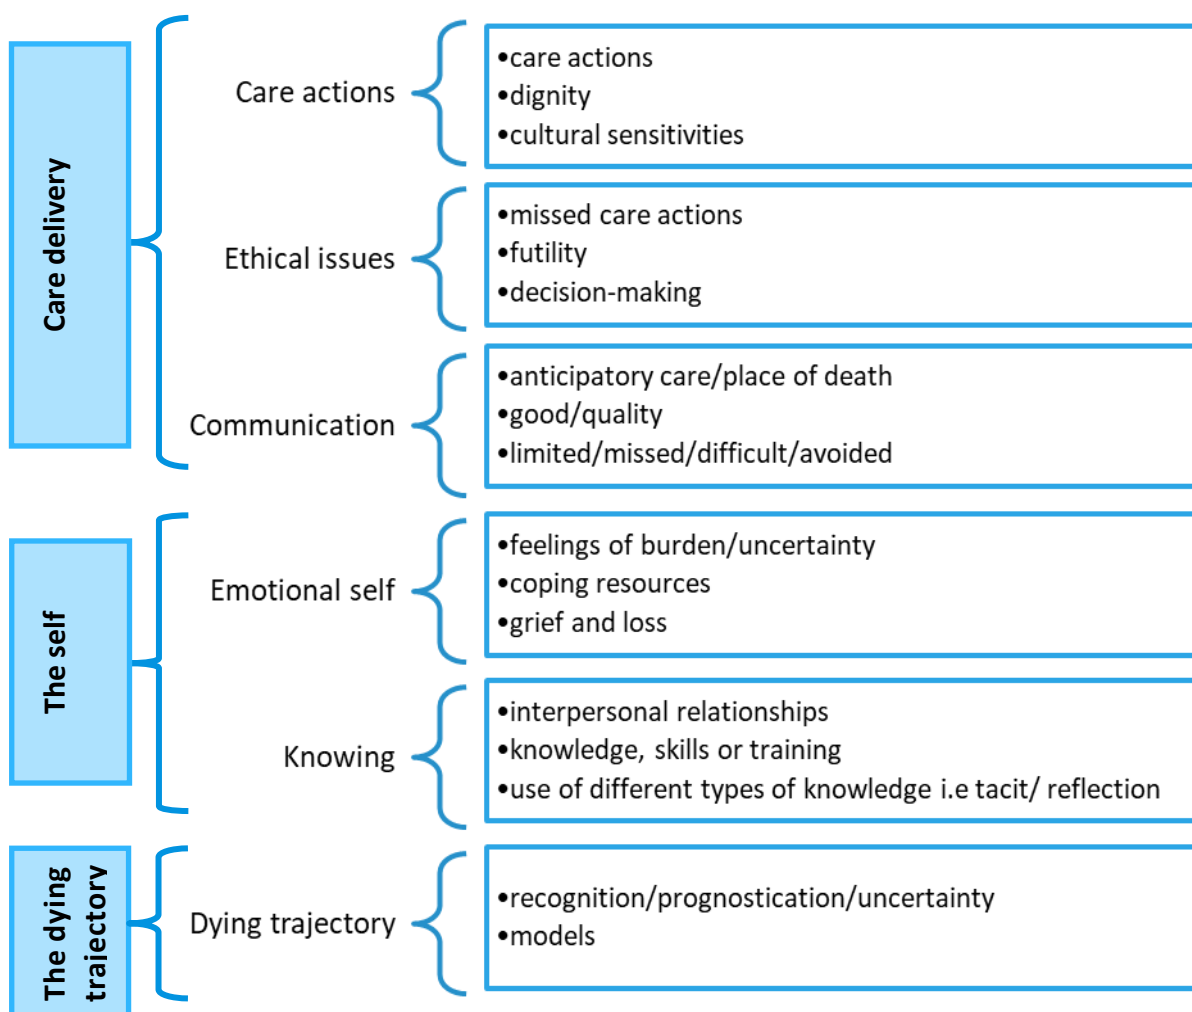 Care delivery
Care actions
•care actions
•dignity
•cultural sensitivities
Ethical issues
•missed care actions
•futility
•decision-making
Communication
•anticipatory care/place of death
•good/quality
•limited/missed/difficult/avoided
The self
Emotional self
•feelings of burden/uncertainty
•coping resources
•grief and loss
Knowing
•interpersonal relationships
•knowledge, skills or training
•use of different types of knowledge i.e tacit/ reflection
The dying
trajectory
Dying trajectory
•recognition/prognostication/uncertainty
•models